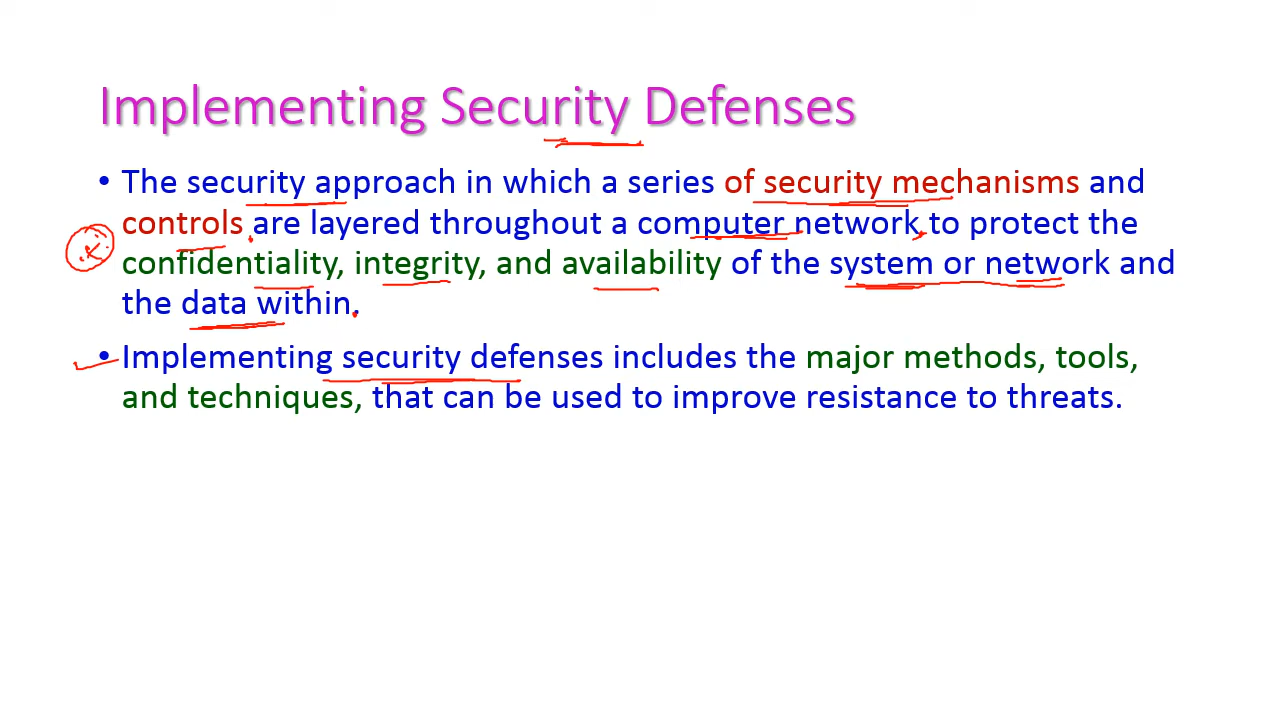 Implementing Security Defenses
• The security approach in which a series of security mechanisms and
controls are layered throughout a computer network to protect the
confidentiality, integrity, and availability of the system or network and
the data within.
• Implementing security defenses includes the major methods, tools,
and techniques, that can be used to improve resistance to threats.